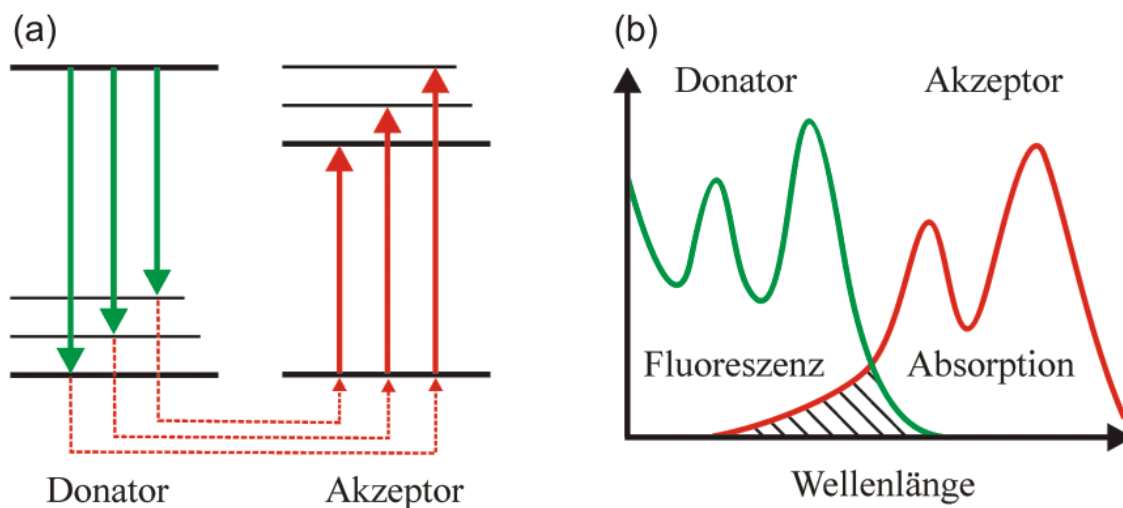 (a)
Donator
Akzeptor
(b)
Donator
Akzeptor
Fluoreszenz
Absorption
Wellenlänge